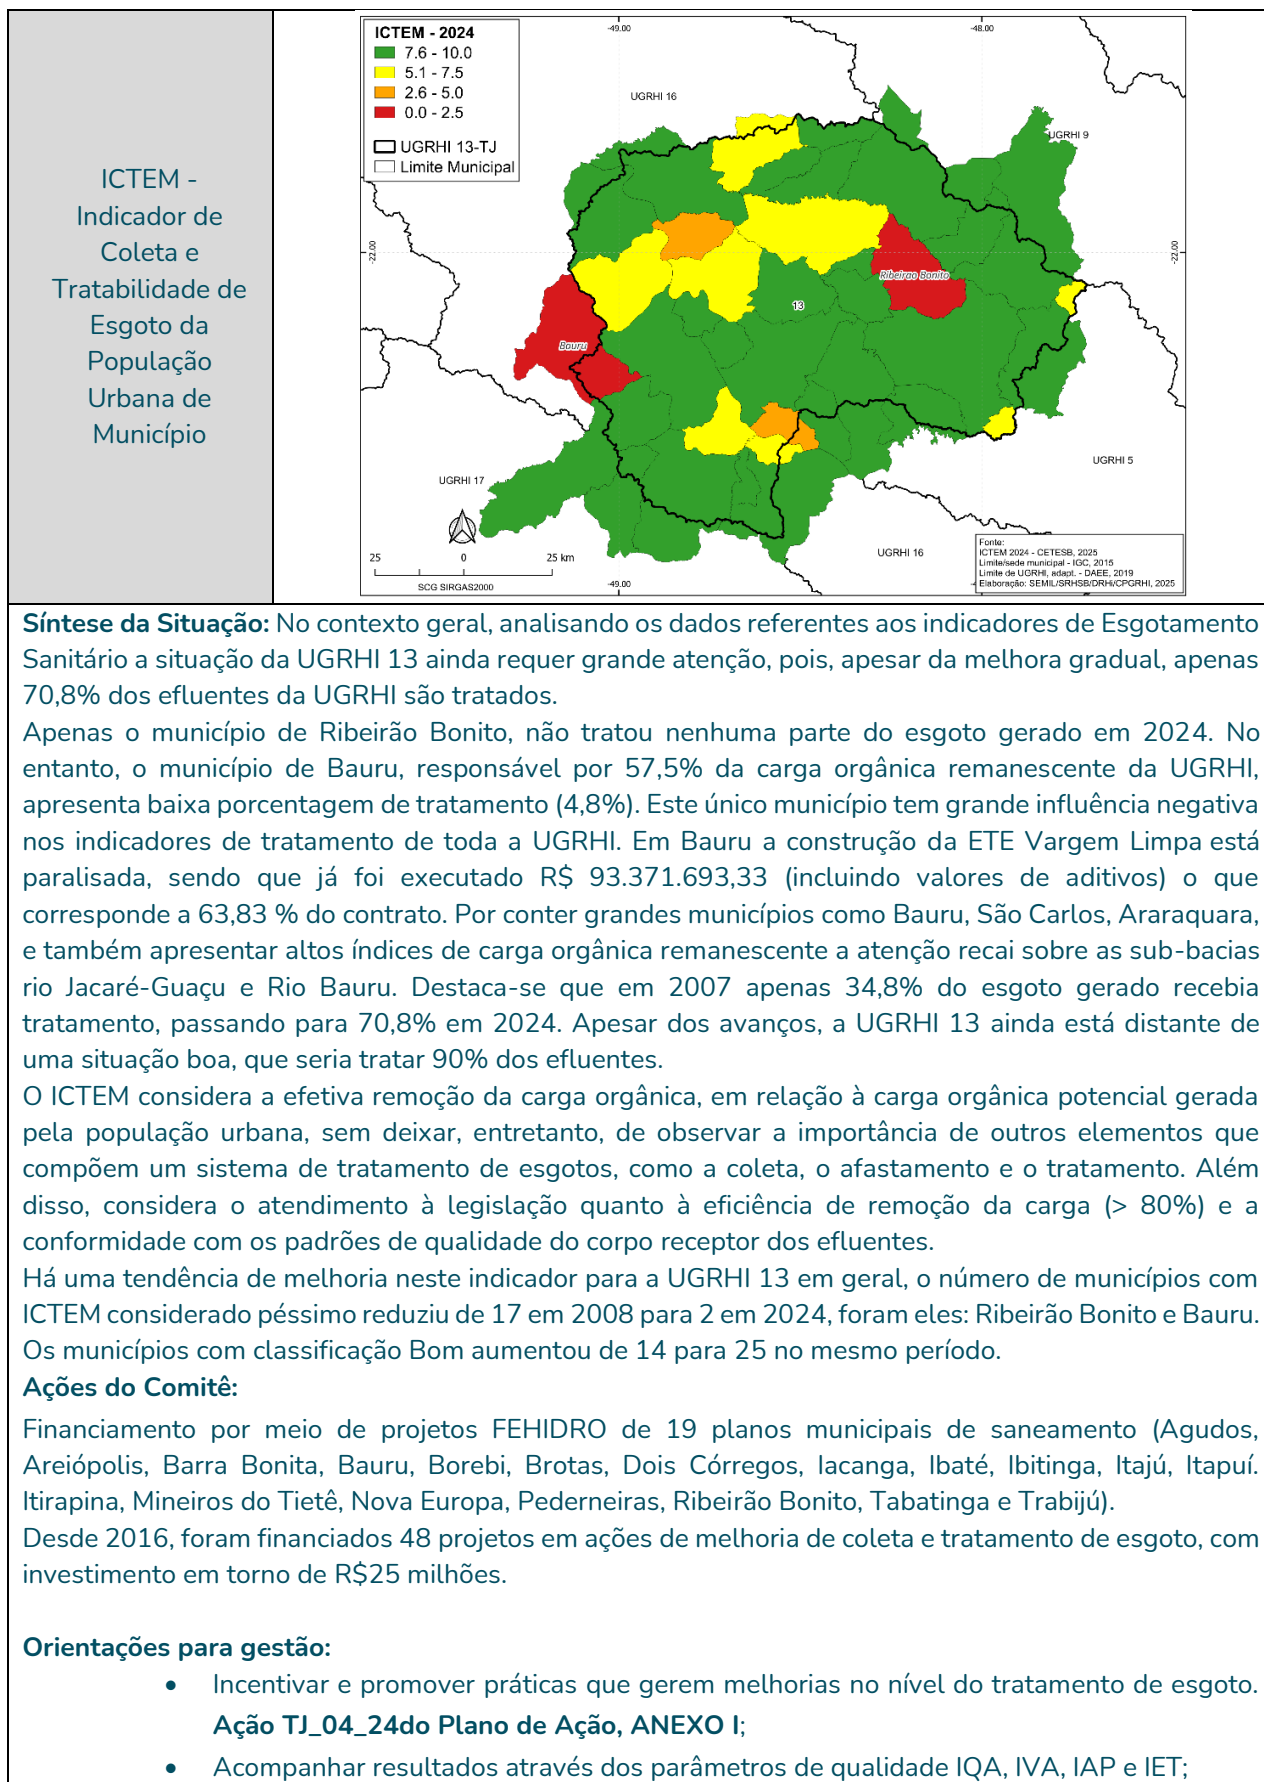 ICTEM -
Indicador de
Coleta e
Tratabilidade de
Esgoto da
População
Urbana de
Município
ICTEM - 2024
7.6 - 10.0
5.1 - 7.5
2.6 - 5.0
0.0 - 2.5
UGRHI 13-TJ
Limite Municipal
-49.00
-48.00
UGRHI 16
UGRHI 9
-22.00
-22.00
Ribeirao Bonito
13
Bauru
UGRHI 5
UGRHI 17
UGRHI 16
25 0 25 km
SCG SIRGAS2000
-49.00
Fonte:
ICTEM 2024 - CETESB, 2025
Limite/sede municipal - IGC, 2015
Limite de UGRHI, adapt. - DAEE, 2019
Elaboração: SEMIL/SRHSB/DRHi/CPGRHI, 2025
Síntese da Situação: No contexto geral, analisando os dados referentes aos indicadores de Esgotamento
Sanitário a situação da UGRHI 13 ainda requer grande atenção, pois, apesar da melhora gradual, apenas
70,8% dos efluentes da UGRHI são tratados.
Apenas o município de Ribeirão Bonito, não tratou nenhuma parte do esgoto gerado em 2024. No
entanto, o município de Bauru, responsável por 57,5% da carga orgânica remanescente da UGRHI,
apresenta baixa porcentagem de tratamento (4,8%). Este único município tem grande influência negativa
nos indicadores de tratamento de toda a UGRHI. Em Bauru a construção da ETE Vargem Limpa está
paralisada, sendo que já foi executado R$ 93.371.693,33 (incluindo valores de aditivos) o que
corresponde a 63,83 % do contrato. Por conter grandes municípios como Bauru, São Carlos, Araraquara,
e também apresentar altos índices de carga orgânica remanescente a atenção recai sobre as sub-bacias
rio Jacaré-Guaçu e Rio Bauru. Destaca-se que em 2007 apenas 34,8% do esgoto gerado recebia
tratamento, passando para 70,8% em 2024. Apesar dos avanços, a UGRHI 13 ainda está distante de
uma situação boa, que seria tratar 90% dos efluentes.
O ICTEM considera a efetiva remoção da carga orgânica, em relação à carga orgânica potencial gerada
pela população urbana, sem deixar, entretanto, de observar a importância de outros elementos que
compõem um sistema de tratamento de esgotos, como a coleta, o afastamento e o tratamento. Além
disso, considera o atendimento à legislação quanto à eficiência de remoção da carga (> 80%) e a
conformidade com os padrões de qualidade do corpo receptor dos efluentes.
Há uma tendência de melhoria neste indicador para a UGRHI 13 em geral, o número de municípios com
ICTEM considerado péssimo reduziu de 17 em 2008 para 2 em 2024, foram eles: Ribeirão Bonito e Bauru.
Os municípios com classificação Bom aumentou de 14 para 25 no mesmo período.
Ações do Comitê:
Financiamento por meio de projetos FEHIDRO de 19 planos municipais de saneamento (Agudos,
Areiópolis, Barra Bonita, Bauru, Borebi, Brotas, Dois Córregos, Iacanga, Ibaté, Ibitinga, Itajú, Itapuí.
Itirapina, Mineiros do Tietê, Nova Europa, Pederneiras, Ribeirão Bonito, Tabatinga e Trabijú).
Desde 2016, foram financiados 48 projetos em ações de melhoria de coleta e tratamento de esgoto, com
investimento em torno de R$25 milhões.
Orientações para gestão:
• Incentivar e promover práticas que gerem melhorias no nível do tratamento de esgoto.
Ação TJ_04_24do Plano de Ação, ANEXO I;
• Acompanhar resultados através dos parâmetros de qualidade IQA, IVA, IAP e IET;